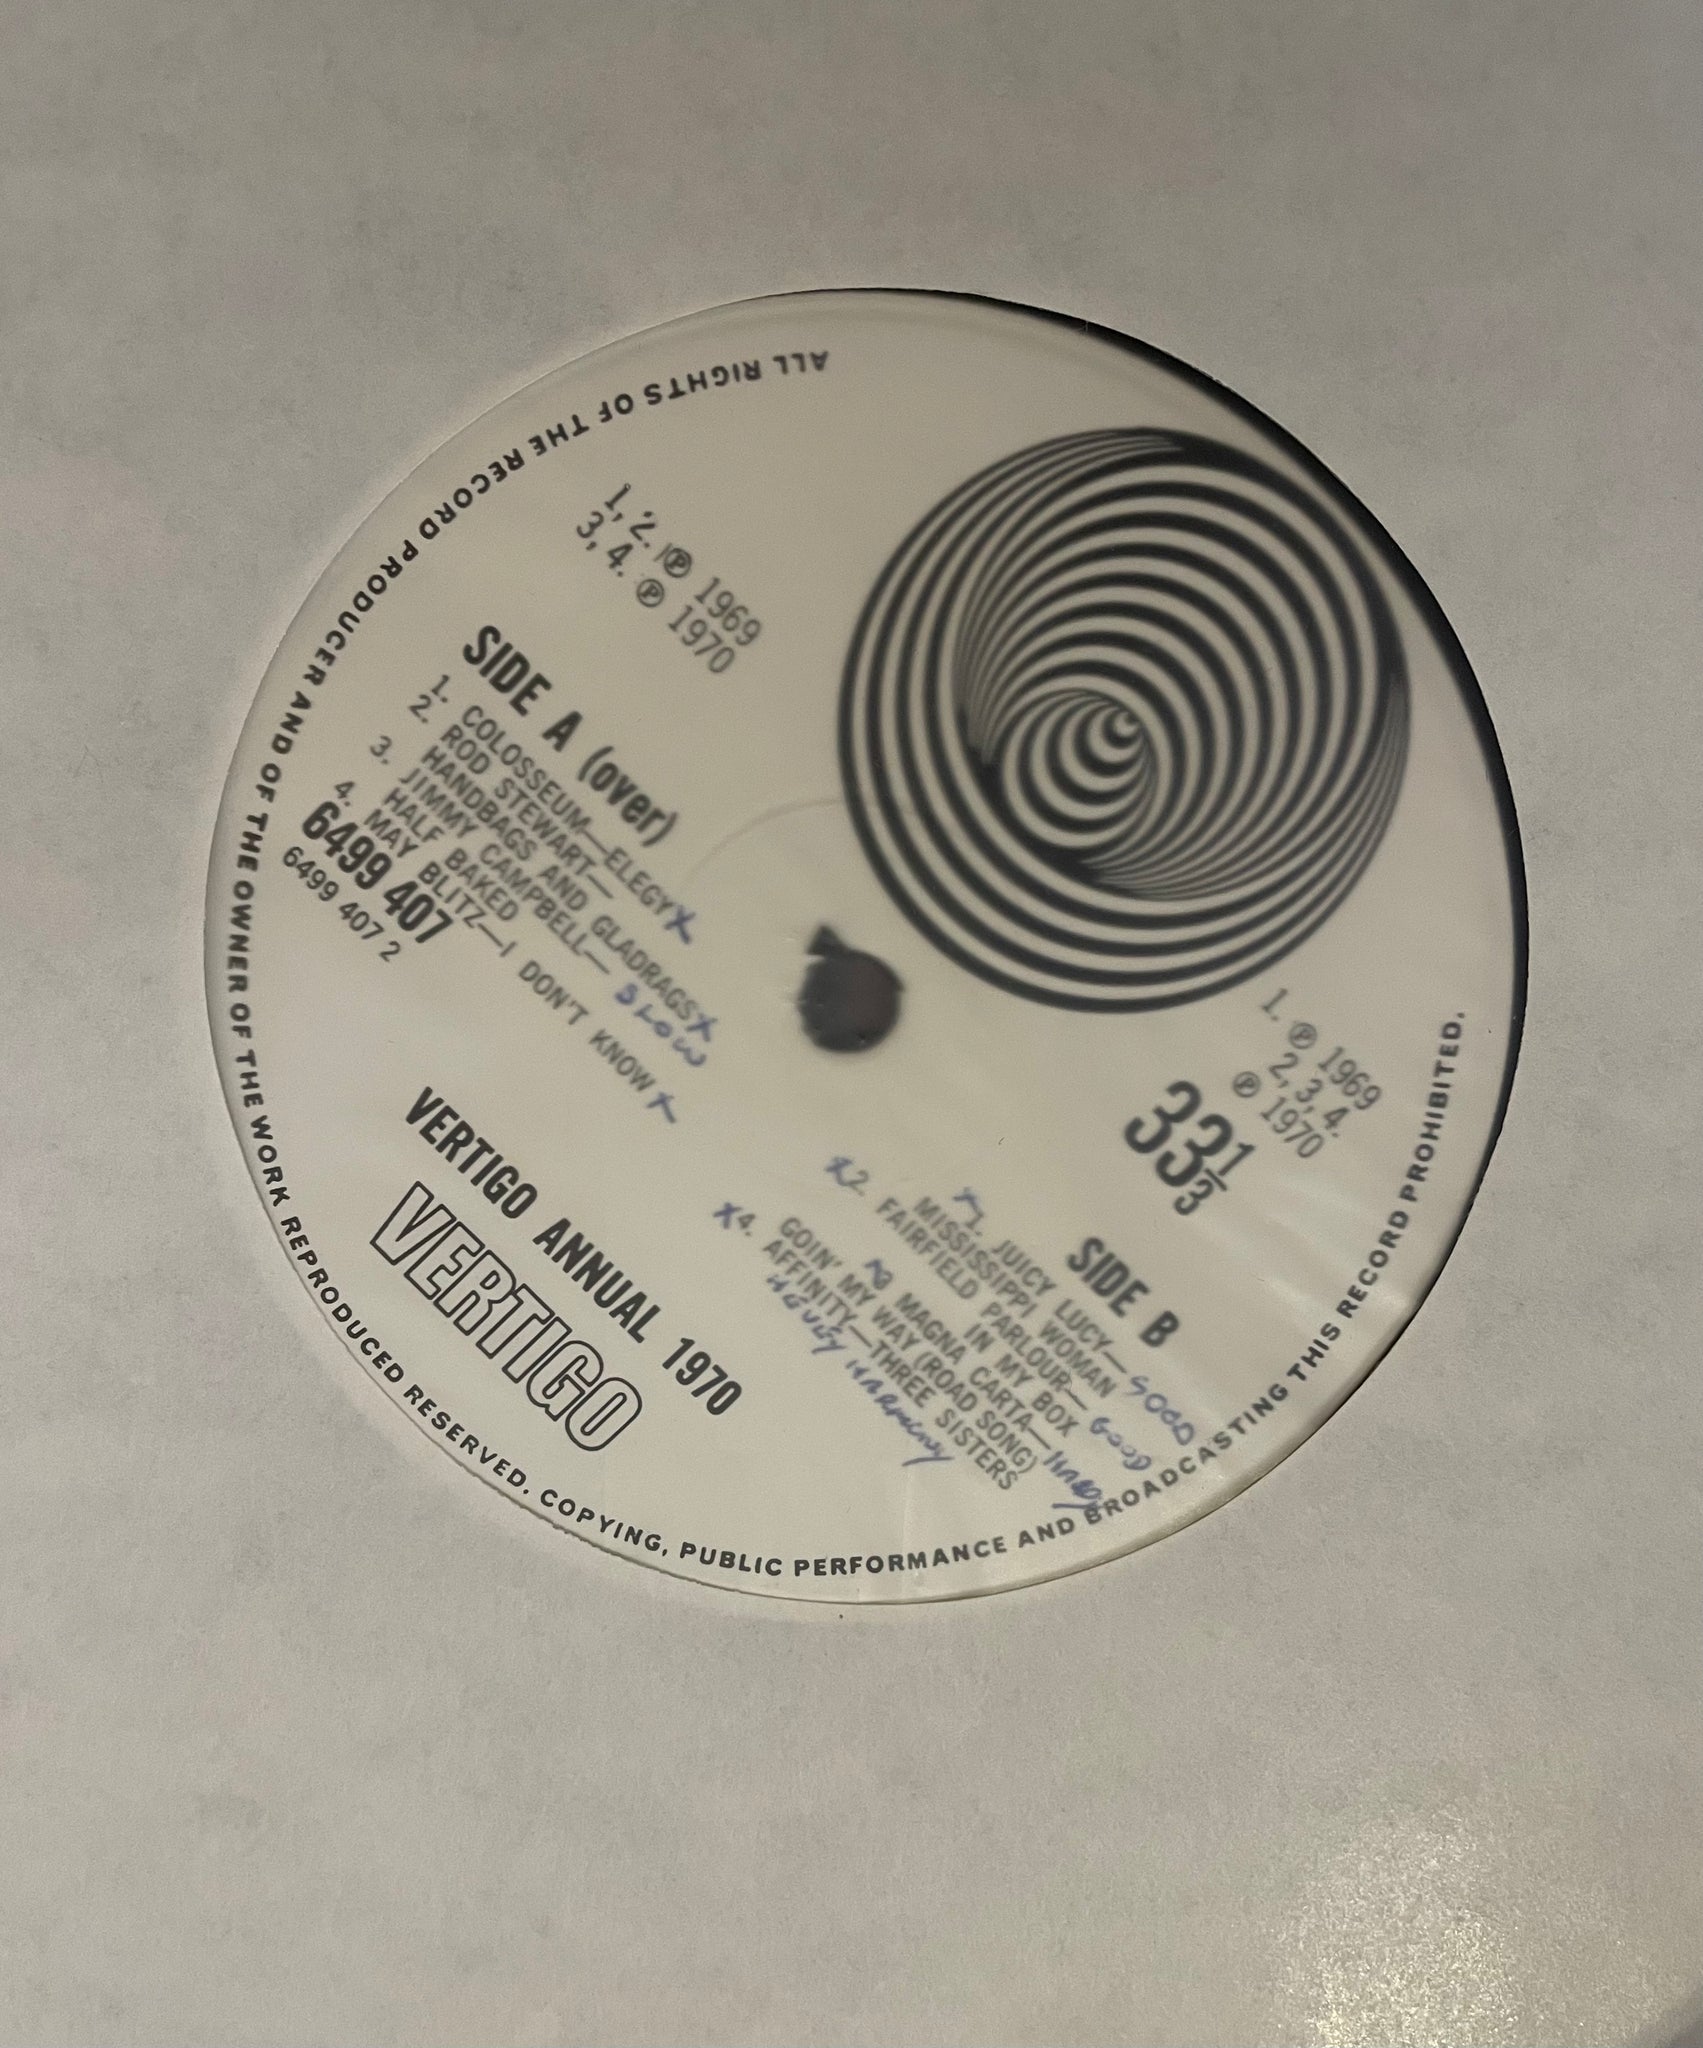 ALL RIGHTS OF THE RECORD PRODUCER AND OF THE OWNER OF THE WORK REPRODUCED RESERVED. COPYING, PUBLIC PERFORMANCE AND BROADCASTING THIS RECORD PROHIBITED.
1, 2. ℗ 1969
3, 4. ℗ 1970
SIDE A (over)
1. COLOSSEUM—ELEGY X
2. ROD STEWART—
HANDBAGS AND GLADRAGS X
3. JIMMY CAMPBELL—
HALF BAKED SLOW
4. MAY BLITZ—I DON'T KNOW X
6499 407
6499 407 2
1. ℗ 1969
2, 3, 4.
℗ 1970
33 1/3
SIDE B
X 1. JUICY LUCY—
MISSISSIPPI WOMAN GOOD
X 2. FAIRFIELD PARLOUR—
IN MY BOX GOOD
3 MAGNA CARTA—
GOIN' MY WAY (ROAD SONG)
X 4. AFFINITY—THREE SISTERS
VERTIGO ANNUAL 1970
VERTIGO